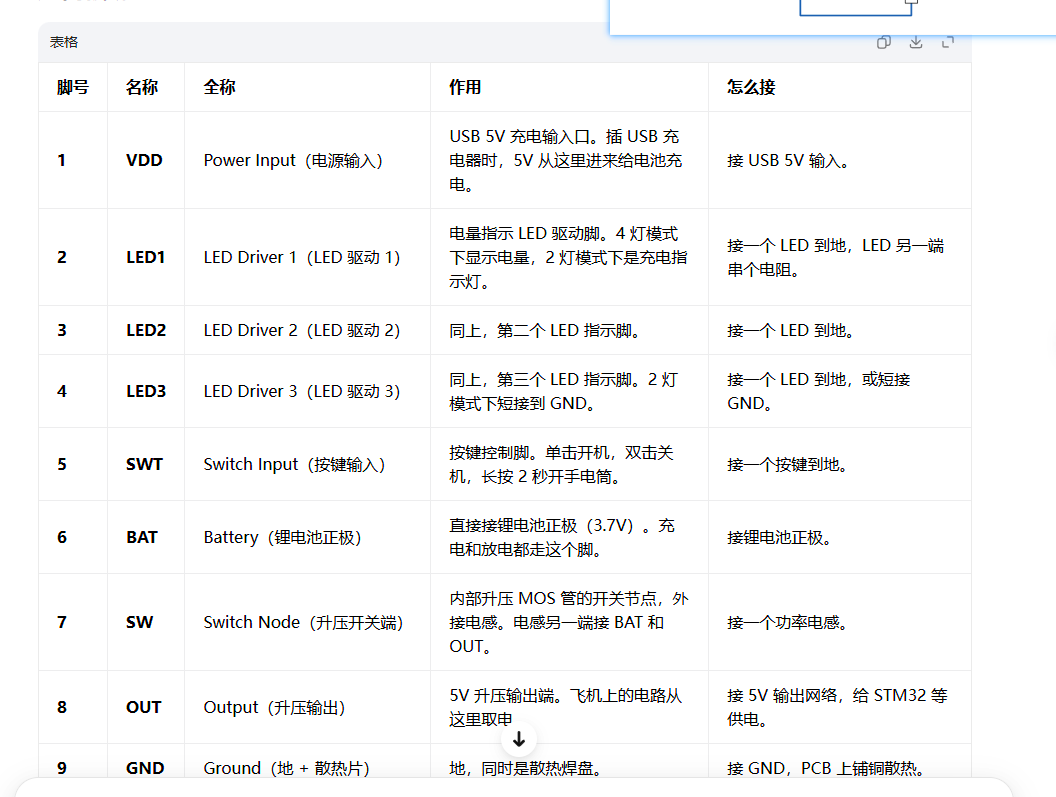 表格
脚号 名称 全称 作用 怎么接
1 VDD Power Input（电源输入） USB 5V 充电输入口。插 USB 充
电器时，5V 从这里进来给电池充
电。
接 USB 5V 输入。
2 LED1 LED Driver 1（LED 驱动 1） 电量指示 LED 驱动脚。4 灯模式
下显示电量，2 灯模式下是充电指
示灯。
接一个 LED 到地，LED 另一端
串个电阻。
3 LED2 LED Driver 2（LED 驱动 2） 同上，第二个 LED 指示脚。 接一个 LED 到地。
4 LED3 LED Driver 3（LED 驱动 3） 同上，第三个 LED 指示脚。2 灯
模式下短接到 GND。
接一个 LED 到地，或短接
GND。
5 SWT Switch Input（按键输入） 按键控制脚。单击开机，双击关
机，长按 2 秒开手电筒。
接一个按键到地。
6 BAT Battery（锂电池正极） 直接接锂电池正极（3.7V）。充
电和放电都走这个脚。
接锂电池正极。
7 SW Switch Node（升压开关端） 内部升压 MOS 管的开关节点，外
接电感。电感另一端接 BAT 和
OUT。
接一个功率电感。
8 OUT Output（升压输出） 5V 升压输出端。飞机上的电路从
这里取电
接 5V 输出网络，给 STM32 等
供电。
9 GND Ground（地 + 散热片） 地，同时是散热焊盘。 接 GND，PCB 上铺铜散热。